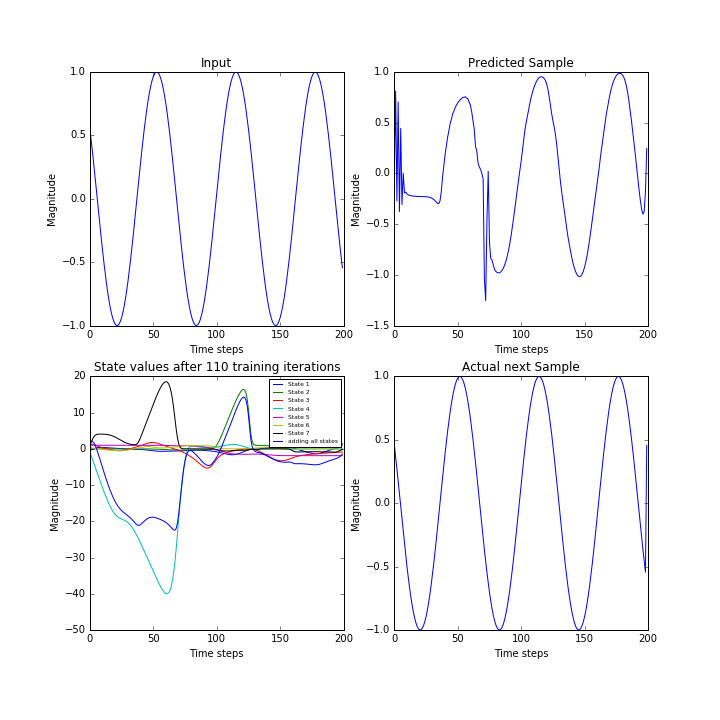 Input
1.0
0.5
0.0
−0.5
−1.0
Magnitude
0
50
100
150
200
Time steps
Predicted Sample
1.0
0.5
0.0
−0.5
−1.0
−1.5
Magnitude
0
50
100
150
200
Time steps
State values after 110 training iterations
20
10
0
−10
−20
−30
−40
−50
Magnitude
State 1
State 2
State 3
State 4
State 5
State 6
State 7
adding all states
0
50
100
150
200
Time steps
Actual next Sample
1.0
0.5
0.0
−0.5
−1.0
Magnitude
0
50
100
150
200
Time steps